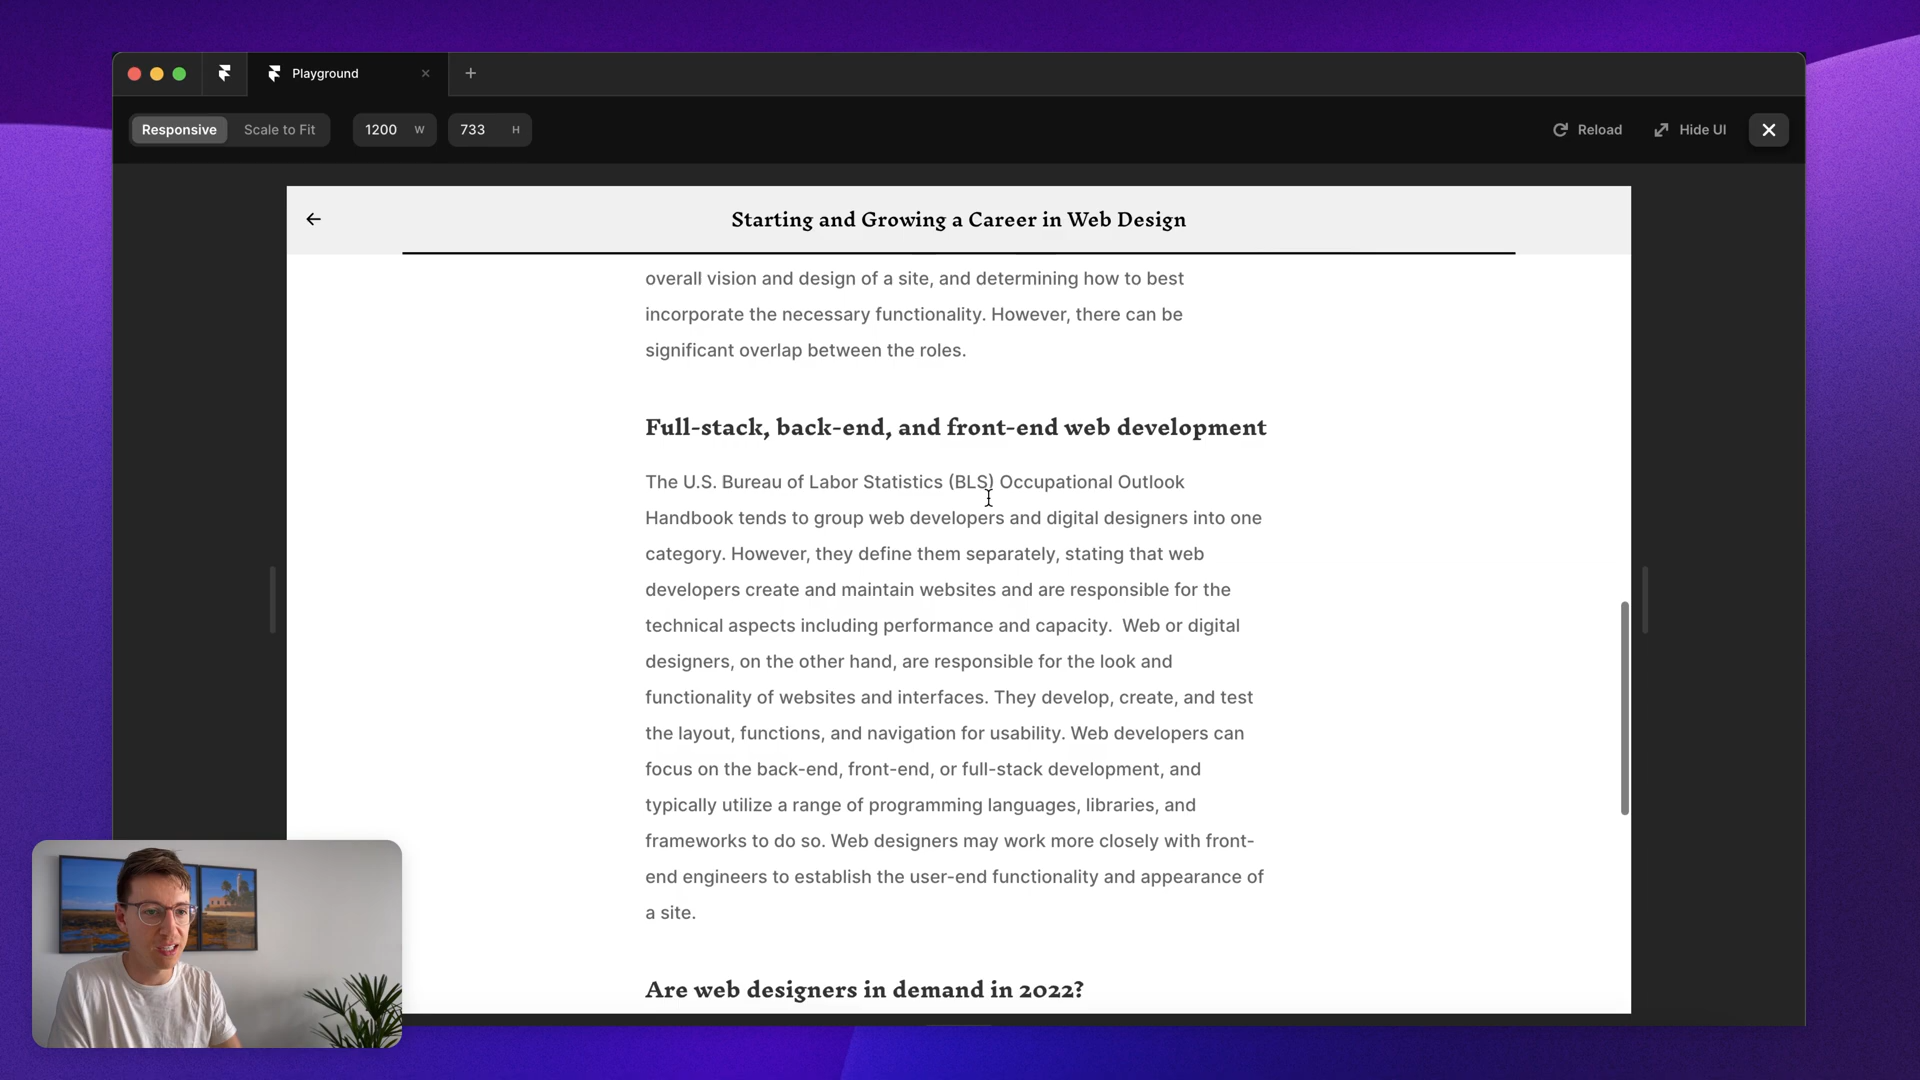 Playground
Responsive
Scale to Fit
1200 W
733 H
Reload
Hide UI
Starting and Growing a Career in Web Design
overall vision and design of a site, and determining how to best
incorporate the necessary functionality. However, there can be
significant overlap between the roles.
Full-stack, back-end, and front-end web development
The U.S. Bureau of Labor Statistics (BLS) Occupational Outlook
Handbook tends to group web developers and digital designers into one
category. However, they define them separately, stating that web
developers create and maintain websites and are responsible for the
technical aspects including performance and capacity.  Web or digital
designers, on the other hand, are responsible for the look and
functionality of websites and interfaces. They develop, create, and test
the layout, functions, and navigation for usability. Web developers can
focus on the back-end, front-end, or full-stack development, and
typically utilize a range of programming languages, libraries, and
frameworks to do so. Web designers may work more closely with front-
end engineers to establish the user-end functionality and appearance of
a site.
Are web designers in demand in 2022?